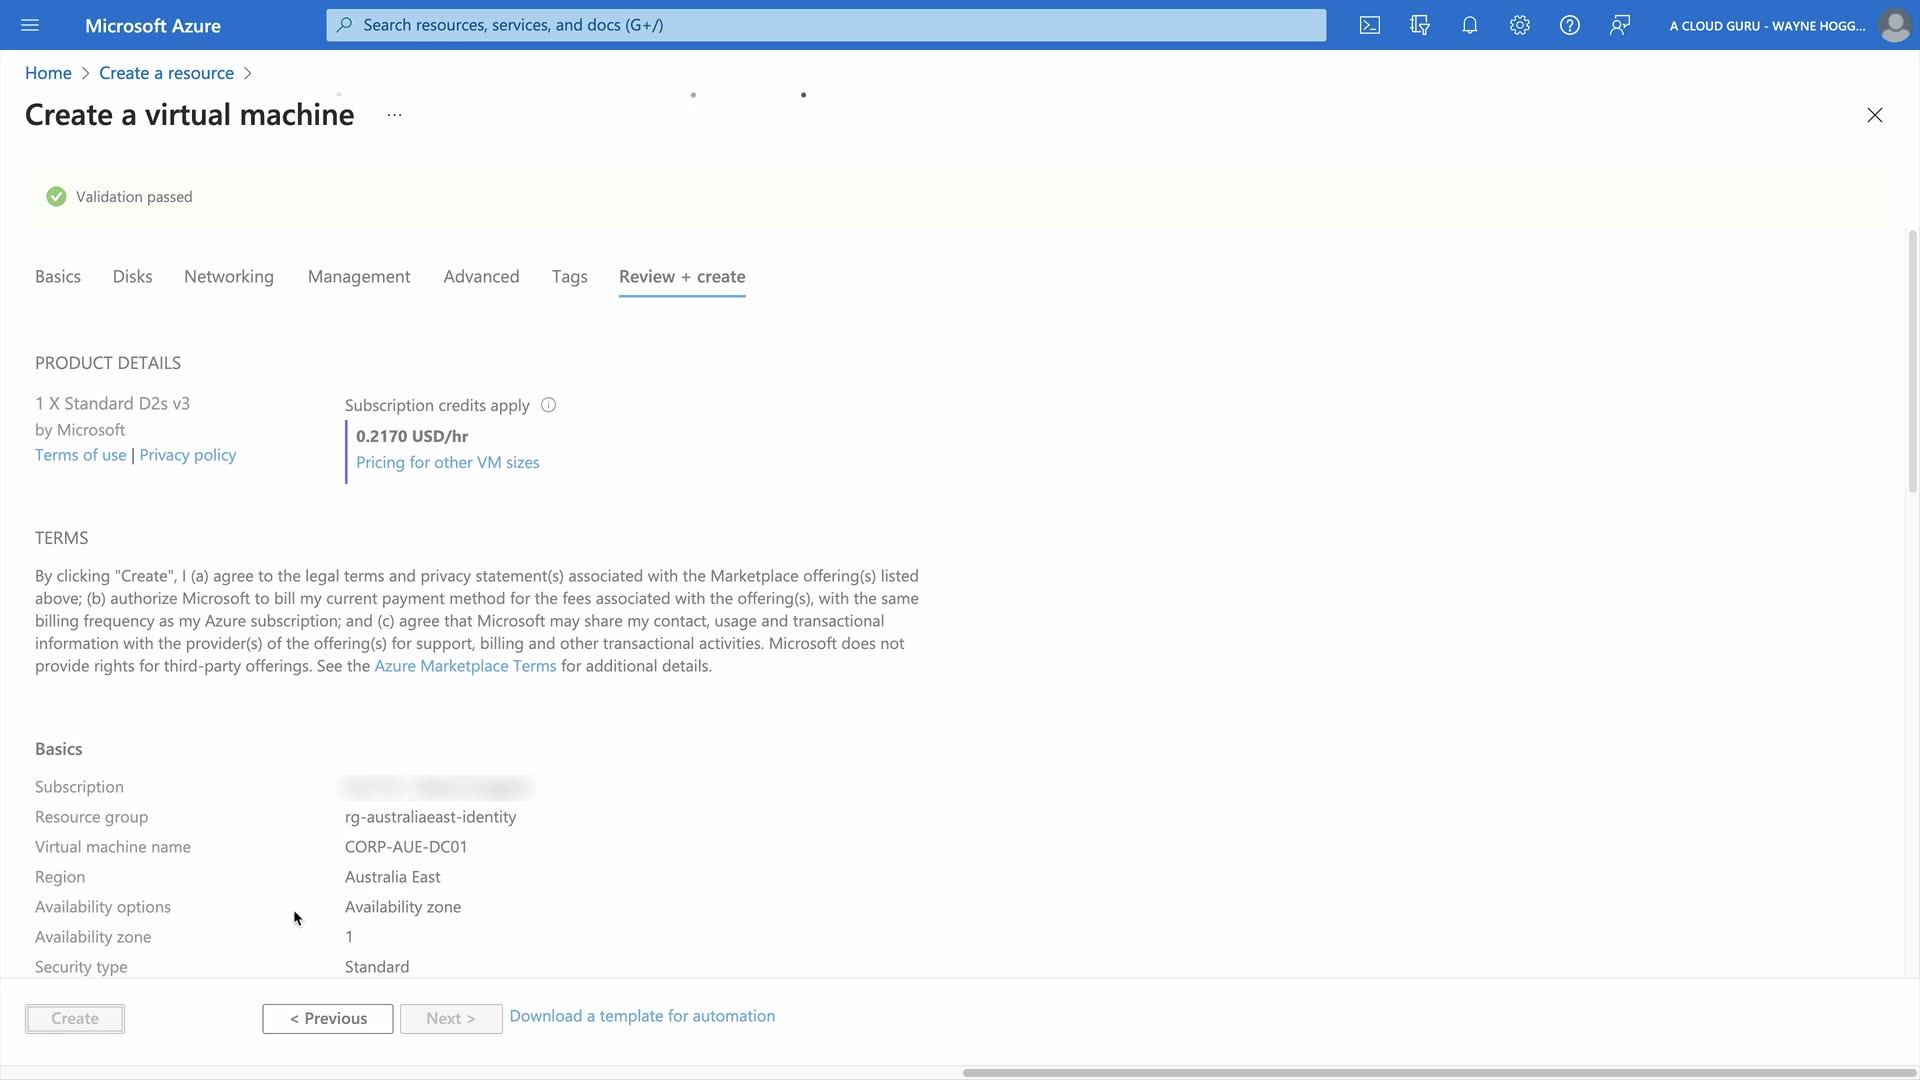 Microsoft Azure
Search resources, services, and docs (G+/)
A CLOUD GURU - WAYNE HOGG...
Home > Create a resource >
Create a virtual machine ...
Validation passed
Basics Disks Networking Management Advanced Tags Review + create
PRODUCT DETAILS
1 X Standard D2s v3
by Microsoft
Terms of use | Privacy policy
Subscription credits apply
0.2170 USD/hr
Pricing for other VM sizes
TERMS
By clicking "Create", I (a) agree to the legal terms and privacy statement(s) associated with the Marketplace offering(s) listed
above; (b) authorize Microsoft to bill my current payment method for the fees associated with the offering(s), with the same
billing frequency as my Azure subscription; and (c) agree that Microsoft may share my contact, usage and transactional
information with the provider(s) of the offering(s) for support, billing and other transactional activities. Microsoft does not
provide rights for third-party offerings. See the Azure Marketplace Terms for additional details.
Basics
Subscription
Resource group rg-australiaeast-identity
Virtual machine name CORP-AUE-DC01
Region Australia East
Availability options Availability zone
Availability zone 1
Security type Standard
Create < Previous Next > Download a template for automation